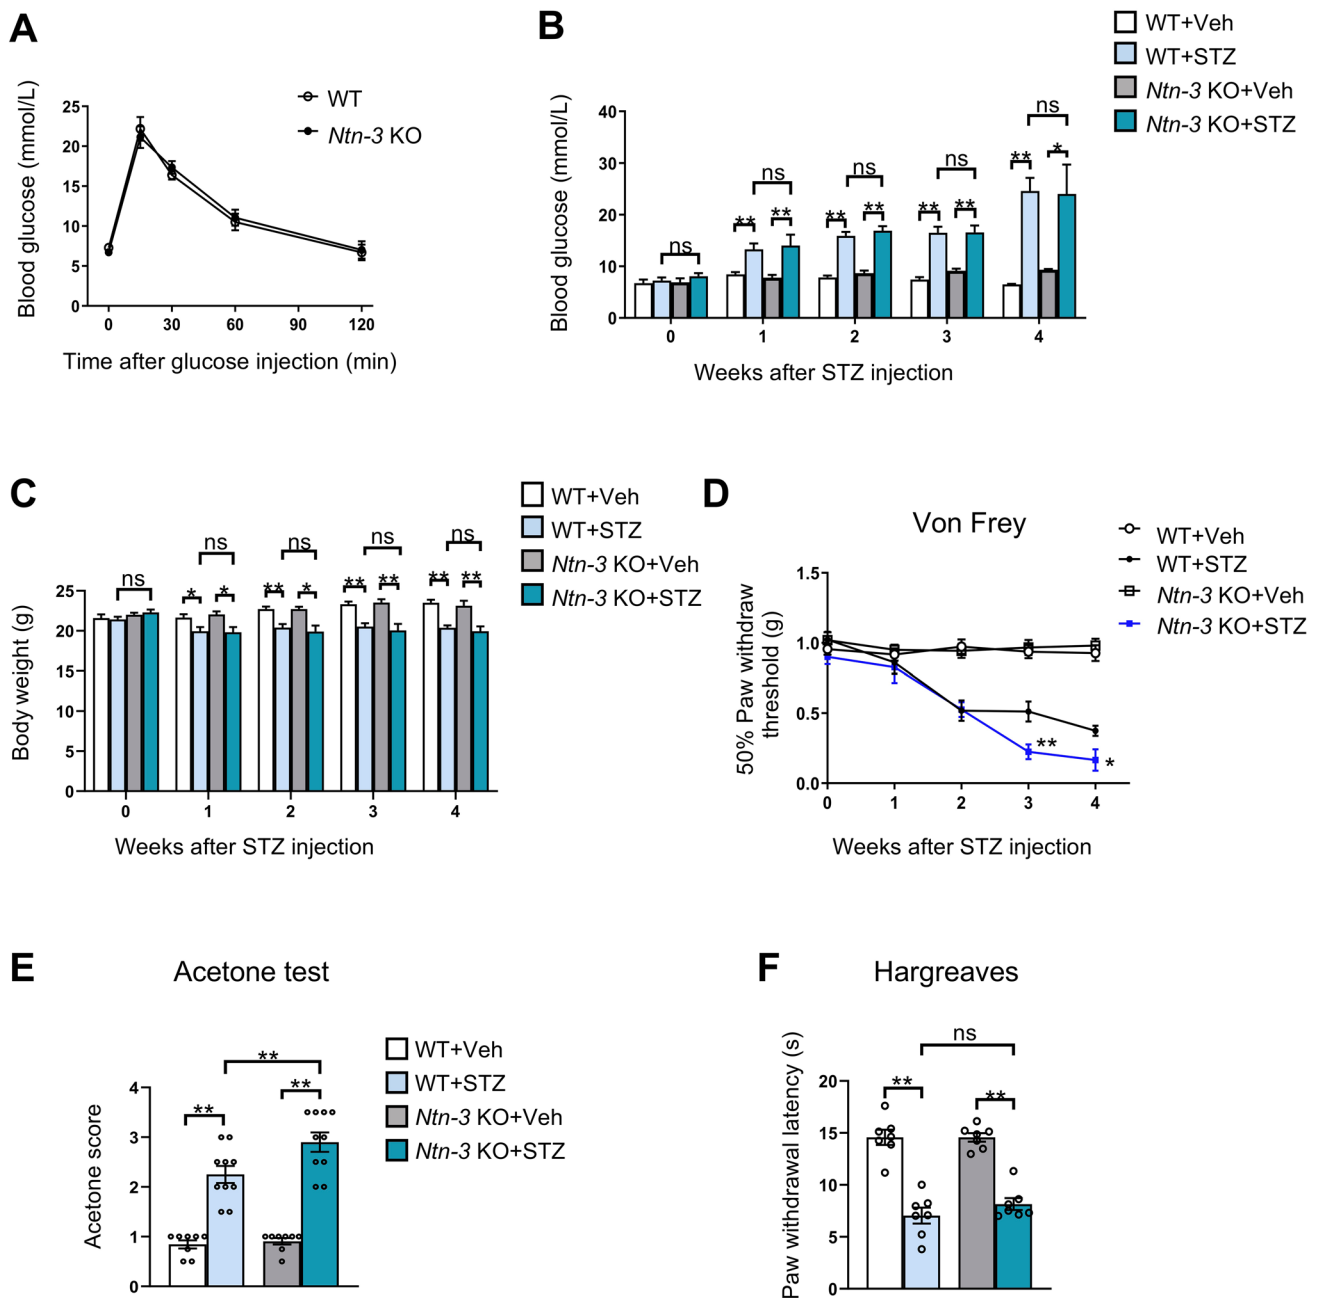 A
WT
Ntn-3 KO
Blood glucose (mmol/L)
25
20
15
10
5
0
0 30 60 90 120
Time after glucose injection (min)
B
WT+Veh
WT+STZ
Ntn-3 KO+Veh
Ntn-3 KO+STZ
Blood glucose (mmol/L)
40
30
20
10
0
ns
** ** ns
** ** ns
** ** ns
** * ns
0 1 2 3 4
Weeks after STZ injection
C
WT+Veh
WT+STZ
Ntn-3 KO+Veh
Ntn-3 KO+STZ
Body weight (g)
25
20
15
10
5
0
ns
* * ns
** * ns
** ** ns
** ** ns
0 1 2 3 4
Weeks after STZ injection
D
Von Frey
WT+Veh
WT+STZ
Ntn-3 KO+Veh
Ntn-3 KO+STZ
50% Paw withdraw
threshold (g)
1.5
1.0
0.5
0.0
**
*
0 1 2 3 4
Weeks after STZ injection
E
Acetone test
WT+Veh
WT+STZ
Ntn-3 KO+Veh
Ntn-3 KO+STZ
Acetone score
4
3
2
1
0
**
**
**
F
Hargreaves
Paw withdrawal latency (s)
20
15
10
5
0
ns
**
**